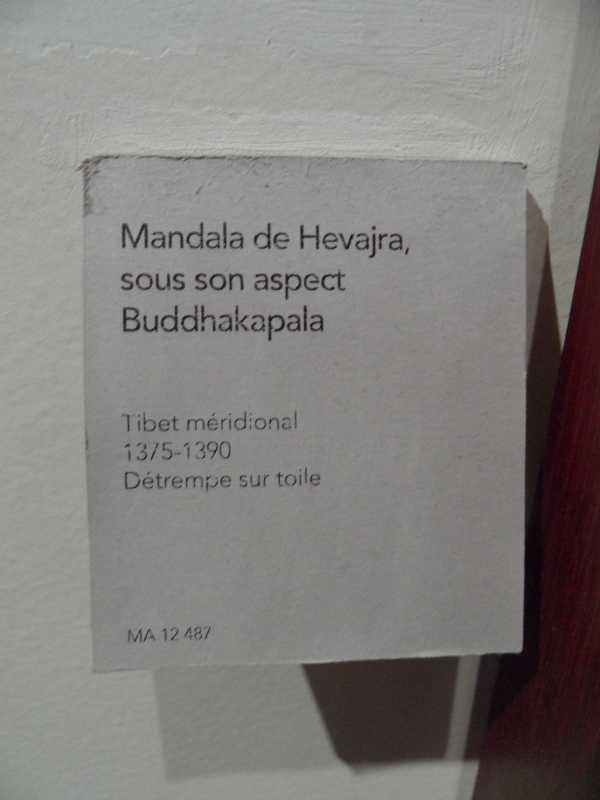 Mandala de Hevajra,
sous son aspect
Buddhakapala
Tibet méridional
1375-1390
Détrempe sur toile
MA 12 487